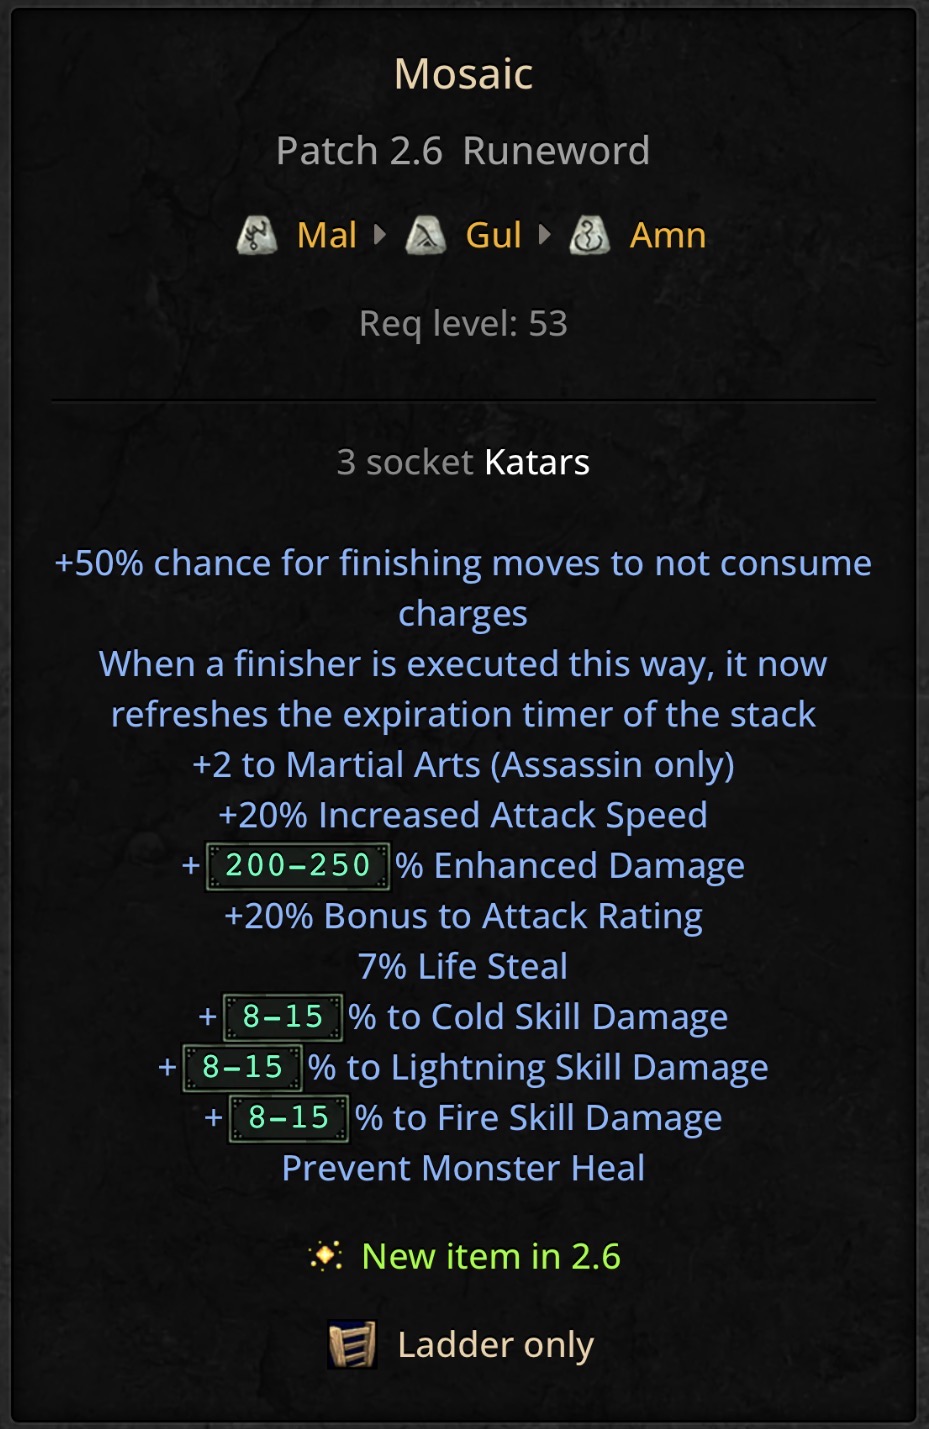 Mosaic
Patch 2.6 Runeword
Mal Gul Amn
Req level: 53
3 socket Katars
+50% chance for finishing moves to not consume
charges
When a finisher is executed this way, it now
refreshes the expiration timer of the stack
+2 to Martial Arts (Assassin only)
+20% Increased Attack Speed
+200–250% Enhanced Damage
+20% Bonus to Attack Rating
7% Life Steal
+8–15% to Cold Skill Damage
+8–15% to Lightning Skill Damage
+8–15% to Fire Skill Damage
Prevent Monster Heal
New item in 2.6
Ladder only